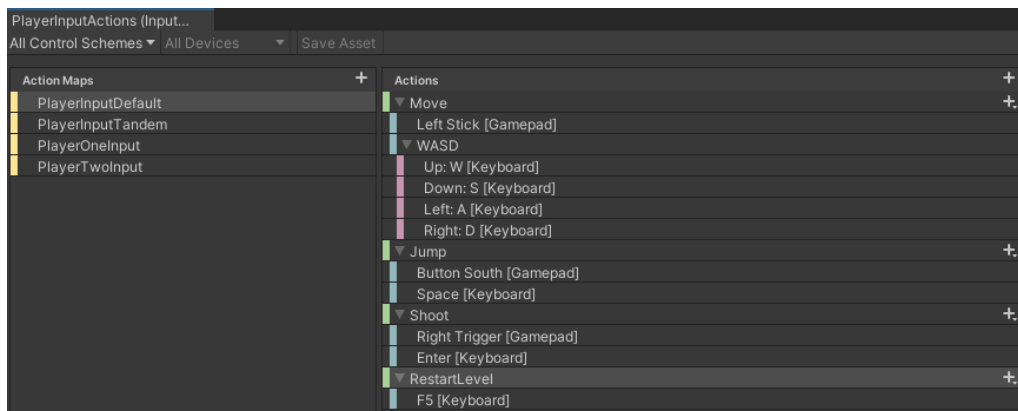 PlayerInputActions (Input...
All Control Schemes All Devices Save Asset
Action Maps +
PlayerInputDefault
PlayerInputTandem
PlayerOneInput
PlayerTwoInput
Actions +
Move +
Left Stick [Gamepad]
WASD
Up: W [Keyboard]
Down: S [Keyboard]
Left: A [Keyboard]
Right: D [Keyboard]
Jump +
Button South [Gamepad]
Space [Keyboard]
Shoot +
Right Trigger [Gamepad]
Enter [Keyboard]
RestartLevel +
F5 [Keyboard]